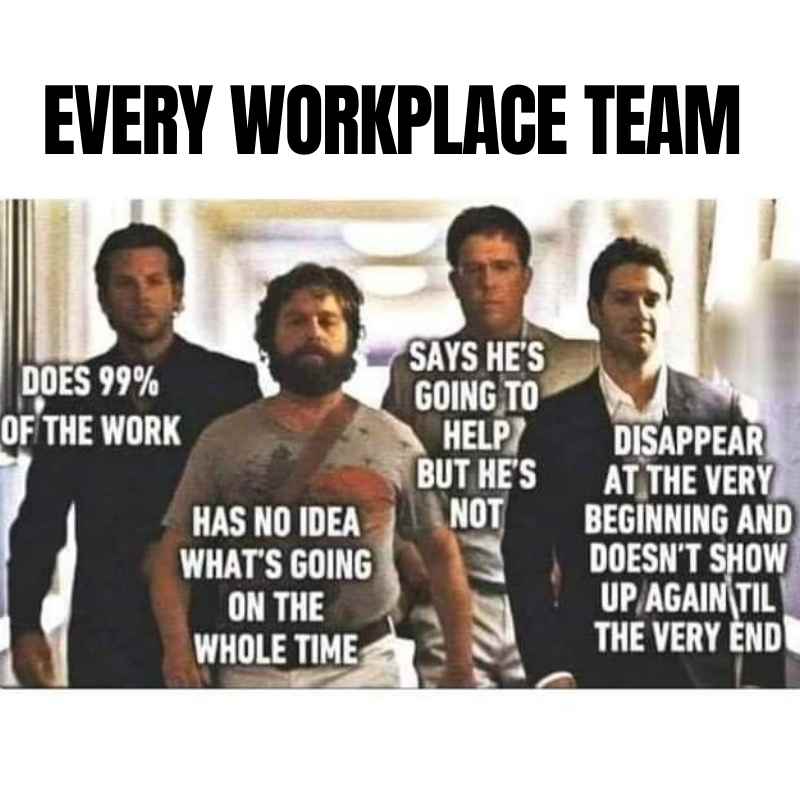 EVERY WORKPLACE TEAM
DOES 99%
OF THE WORK
HAS NO IDEA
WHAT'S GOING
ON THE
WHOLE TIME
SAYS HE'S
GOING TO
HELP
BUT HE'S
NOT
DISAPPEAR
AT THE VERY
BEGINNING AND
DOESN'T SHOW
UP AGAIN TIL
THE VERY END